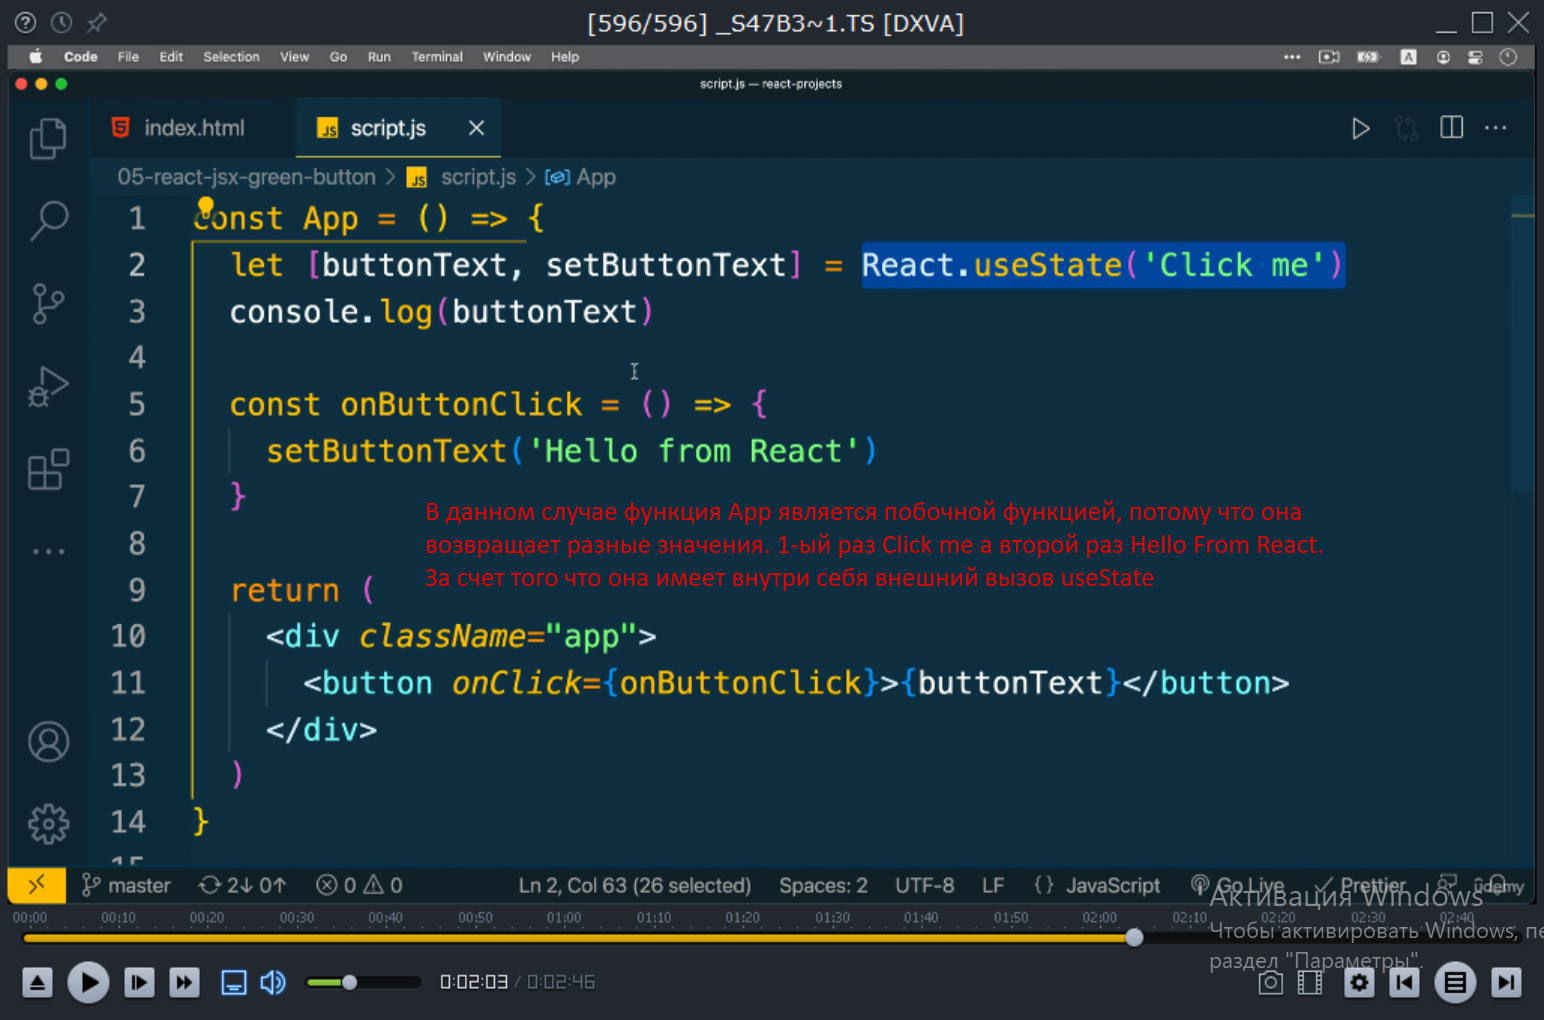 [596/596] _S47B3~1.TS [DXVA]
Code File Edit Selection View Go Run Terminal Window Help
script.js — react-projects
index.html script.js
05-react-jsx-green-button > script.js > App
1 const App = () => {
2 let [buttonText, setButtonText] = React.useState('Click me')
3 console.log(buttonText)
4
5 const onButtonClick = () => {
6 setButtonText('Hello from React')
7 }
В данном случае функция App является побочной функцией, потому что она
возвращает разные значения. 1-ый раз Click me а второй раз Hello From React.
8
За счет того что она имеет внутри себя внешний вызов useState
9 return (
10 <div className="app">
11 <button onClick={onButtonClick}>{buttonText}</button>
12 </div>
13 )
14 }
15
master 2↓ 0↑ 0 0 Ln 2, Col 63 (26 selected) Spaces: 2 UTF-8 LF {} JavaScript Go Live Prettier
ûdemy
Активация Windows
00:00 00:10 00:20 00:30 00:40 00:50 01:00 01:10 01:20 01:30 01:40 01:50 02:00 02:10 02:20 02:30 02:40
Чтобы активировать Windows, пе
раздел "Параметры".
0:02:03 / 0:02:46